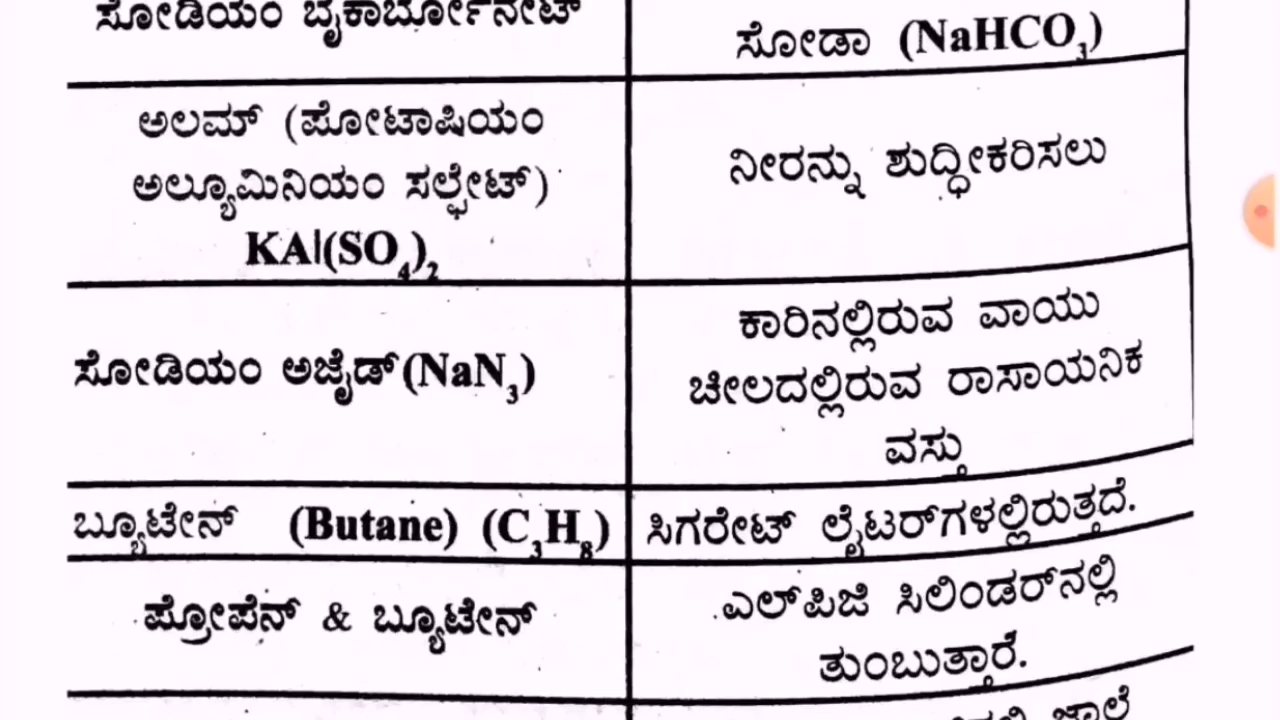 ಸೋಡಿಯಂ ಬೈಕಾರ್ಬೋನೇಟ್
ಸೋಡಾ (NaHCO₃)
ಅಲಮ್ (ಪೋಟಾಷಿಯಂ
ಅಲ್ಯೂಮಿನಿಯಂ ಸಲ್ಫೇಟ್)
KAl(SO₄)₂
ನೀರನ್ನು ಶುದ್ಧೀಕರಿಸಲು
ಸೋಡಿಯಂ ಅಜೈಡ್(NaN₃)
ಕಾರಿನಲ್ಲಿರುವ ವಾಯು
ಚೀಲದಲ್ಲಿರುವ ರಾಸಾಯನಿಕ
ವಸ್ತು
ಬ್ಯೂಟೇನ್ (Butane) (C₃H₈)
ಸಿಗರೇಟ್ ಲೈಟರ್‌ಗಳಲ್ಲಿರುತ್ತದೆ.
ಪ್ರೋಪೆನ್ & ಬ್ಯೂಟೇನ್
ಎಲ್‌ಪಿಜಿ ಸಿಲಿಂಡರ್‌ನಲ್ಲಿ
ತುಂಬುತ್ತಾರೆ.